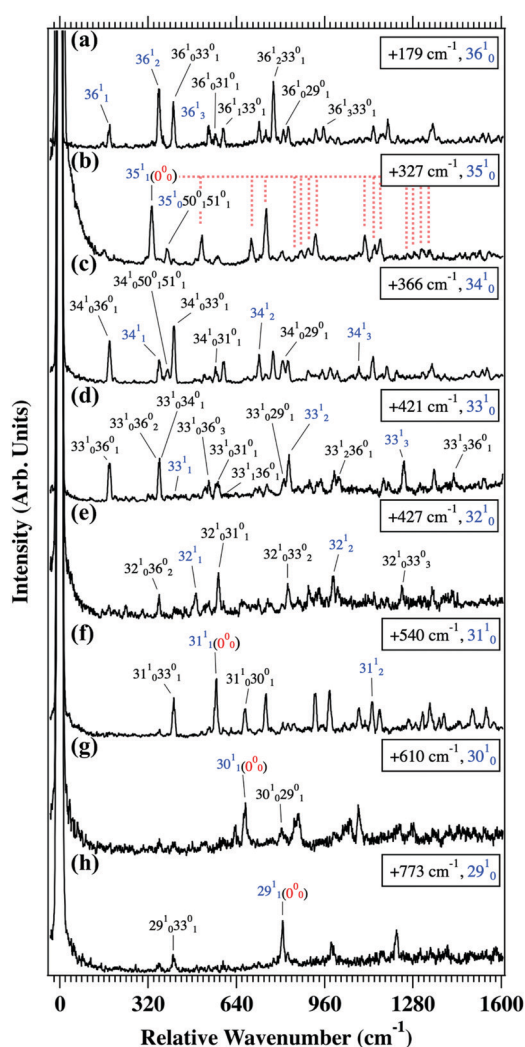 (a)
+179 cm⁻¹, 36¹₀
36¹₁
36¹₂
36¹₀33⁰₁
36¹₀31⁰₁
36¹₃
36¹₁33⁰₁
36¹₂33⁰₁
36¹₀29⁰₁
36¹₃33⁰₁
(b)
+327 cm⁻¹, 35¹₀
35¹₁(0⁰₀)
35¹₀50⁰₁51⁰₁
(c)
+366 cm⁻¹, 34¹₀
34¹₀50⁰₁51⁰₁
34¹₀36⁰₁
34¹₁
34¹₀33⁰₁
34¹₀31⁰₁
34¹₂
34¹₀29⁰₁
34¹₃
(d)
+421 cm⁻¹, 33¹₀
33¹₀34⁰₁
33¹₀36⁰₂
33¹₀36⁰₁
33¹₁
33¹₀36⁰₃
33¹₀31⁰₁
33¹₁36⁰₁
33¹₀29⁰₁
33¹₂
33¹₂36⁰₁
33¹₃
33¹₃36⁰₁
(e)
+427 cm⁻¹, 32¹₀
32¹₀36⁰₂
32¹₁
32¹₀31⁰₁
32¹₀33⁰₂
32¹₂
32¹₀33⁰₃
(f)
+540 cm⁻¹, 31¹₀
31¹₀33⁰₁
31¹₁(0⁰₀)
31¹₀30⁰₁
31¹₂
(g)
+610 cm⁻¹, 30¹₀
30¹₁(0⁰₀)
30¹₀29⁰₁
(h)
+773 cm⁻¹, 29¹₀
29¹₀33⁰₁
29¹₁(0⁰₀)
Intensity (Arb. Units)
0 320 640 960 1280 1600
Relative Wavenumber (cm⁻¹)